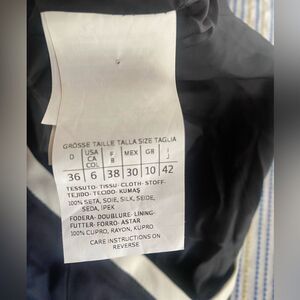 GRÖSSE TAILLE TALLA SIZE TAGLIA
D USA CA COL F B MEX GB I J
36 6 38 30 10 42
TESSUTO-TISSU-CLOTH-STOFF-
TEJIDO-TECIDO-KUMAŞ
100% SETA, SOIE, SILK, SEIDE,
SEDA, IPEK
FODERA-DOUBLURE-LINING-
FUTTER-FORRO-ASTAR
100% CUPRO, RAYON, KUPRO.
CARE INSTRUCTIONS ON
REVERSE